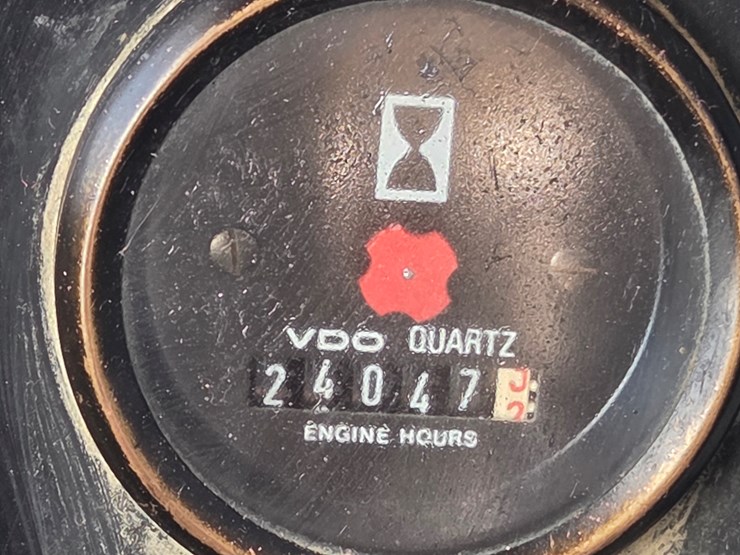 VDO QUARTZ
24047
ENGINE HOURS